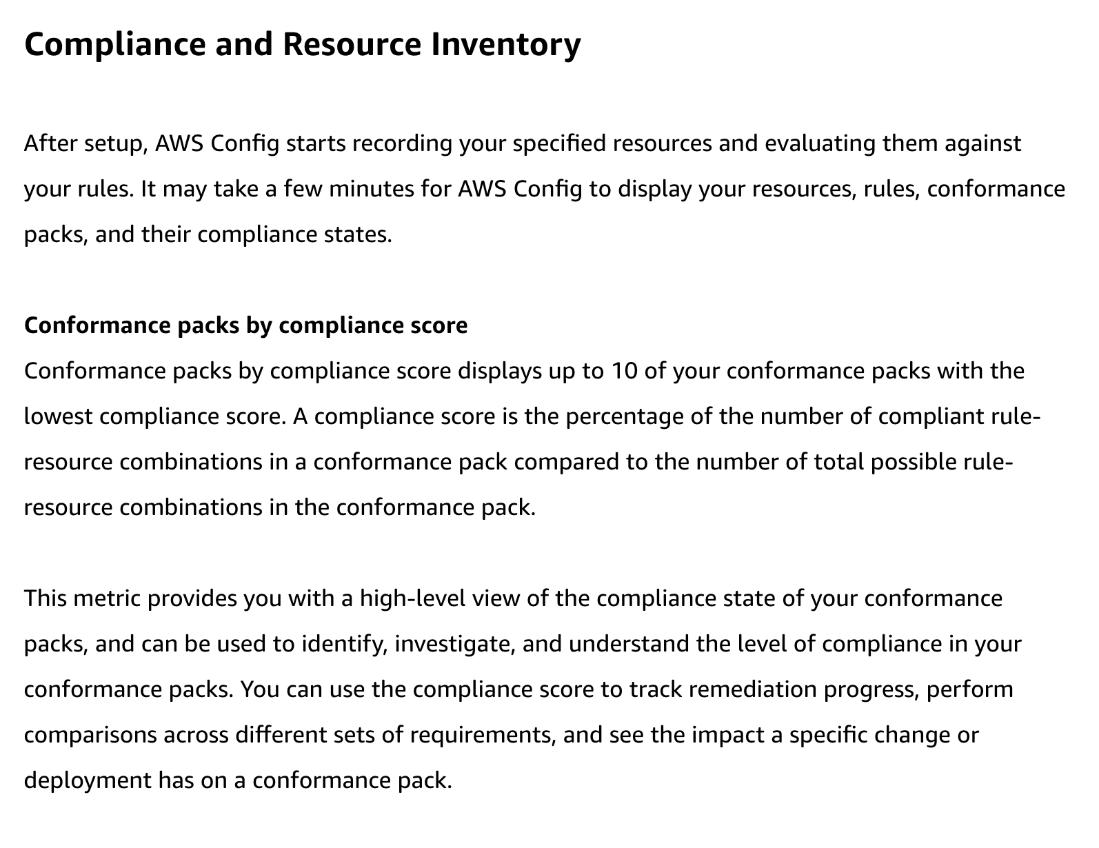 Compliance and Resource Inventory
After setup, AWS Config starts recording your specified resources and evaluating them against
your rules. It may take a few minutes for AWS Config to display your resources, rules, conformance
packs, and their compliance states.
Conformance packs by compliance score
Conformance packs by compliance score displays up to 10 of your conformance packs with the
lowest compliance score. A compliance score is the percentage of the number of compliant rule-
resource combinations in a conformance pack compared to the number of total possible rule-
resource combinations in the conformance pack.
This metric provides you with a high-level view of the compliance state of your conformance
packs, and can be used to identify, investigate, and understand the level of compliance in your
conformance packs. You can use the compliance score to track remediation progress, perform
comparisons across different sets of requirements, and see the impact a specific change or
deployment has on a conformance pack.